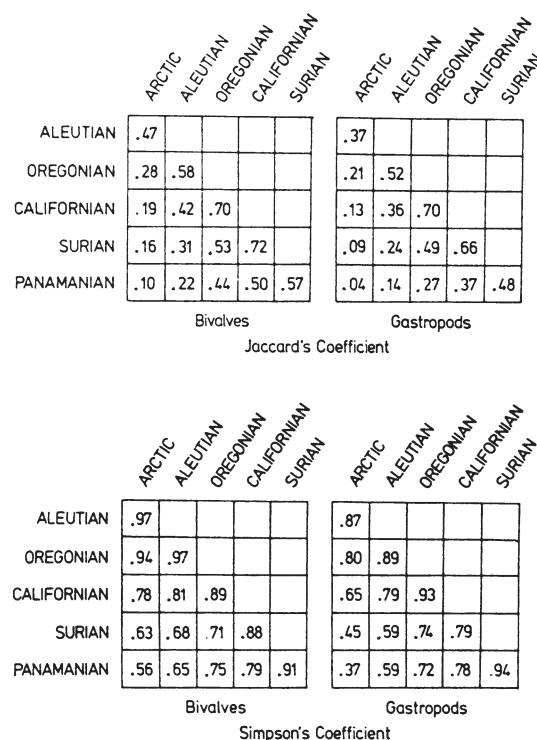 ARCTIC ALEUTIAN OREGONIAN CALIFORNIAN SURIAN ARCTIC ALEUTIAN OREGONIAN CALIFORNIAN SURIAN
ALEUTIAN .47 .37
OREGONIAN .28 .58 .21 .52
CALIFORNIAN .19 .42 .70 .13 .36 .70
SURIAN .16 .31 .53 .72 .09 .24 .49 .66
PANAMANIAN .10 .22 .44 .50 .57 .04 .14 .27 .37 .48
Bivalves Gastropods
Jaccard's Coefficient
ARCTIC ALEUTIAN OREGONIAN CALIFORNIAN SURIAN ARCTIC ALEUTIAN OREGONIAN CALIFORNIAN SURIAN
ALEUTIAN .97 .87
OREGONIAN .94 .97 .80 .89
CALIFORNIAN .78 .81 .89 .65 .79 .93
SURIAN .63 .68 .71 .88 .45 .59 .74 .79
PANAMANIAN .56 .65 .75 .79 .91 .37 .59 .72 .78 .94
Bivalves Gastropods
Simpson's Coefficient